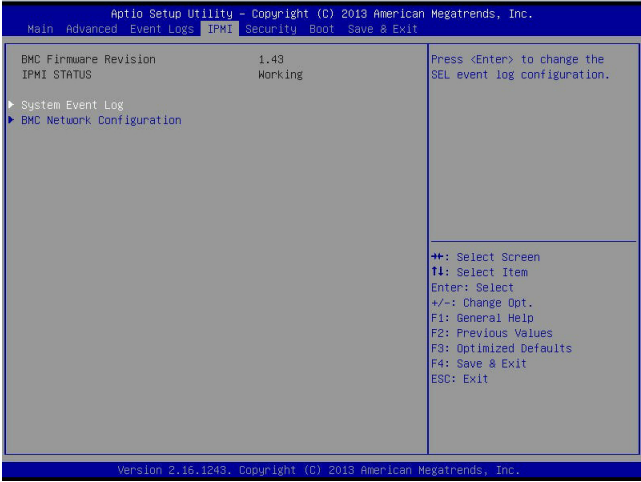 Aptio Setup Utility – Copyright (C) 2013 American Megatrends, Inc.
Main Advanced Event Logs IPMI Security Boot Save & Exit
BMC Firmware Revision 1.43
IPMI STATUS Working
▶ System Event Log
▶ BMC Network Configuration
Press <Enter> to change the
SEL event log configuration.
→←: Select Screen
↑↓: Select Item
Enter: Select
+/-: Change Opt.
F1: General Help
F2: Previous Values
F3: Optimized Defaults
F4: Save & Exit
ESC: Exit
Version 2.16.1243. Copyright (C) 2013 American Megatrends, Inc.